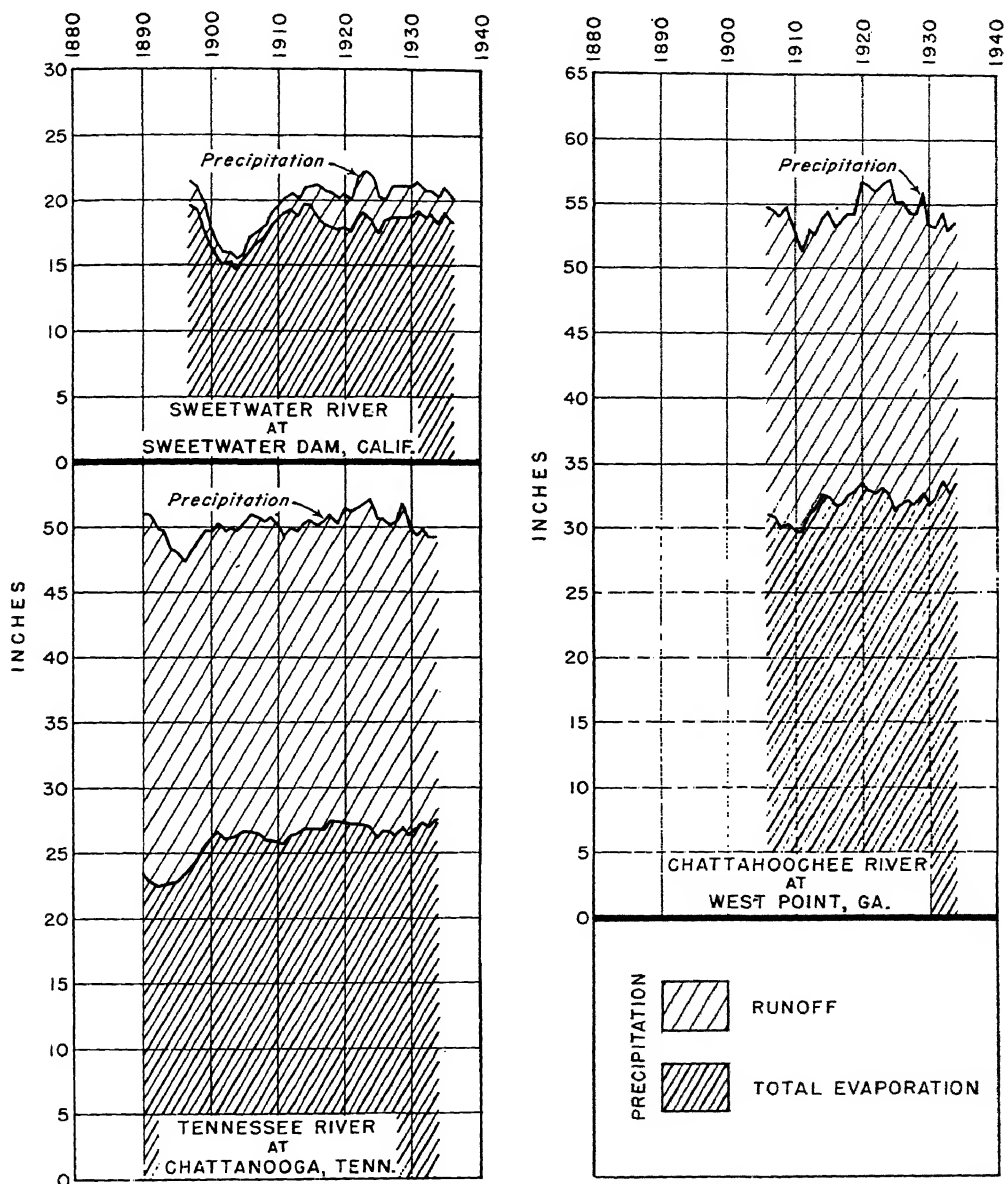 1880
1890
1900
1910
1920
1930
1940
30
25
20
15
10
5
0
Precipitation
SWEETWATER RIVER
AT
SWEETWATER DAM, CALIF.
INCHES
50
45
40
35
30
25
20
15
10
5
0
Precipitation
TENNESSEE RIVER
AT
CHATTANOOGA, TENN.
1880
1890
1900
1910
1920
1930
1940
INCHES
65
60
55
50
45
40
35
30
25
20
15
10
5
0
Precipitation
CHATTAHOOCHEE RIVER
AT
WEST POINT, GA.
PRECIPITATION
RUNOFF
TOTAL EVAPORATION